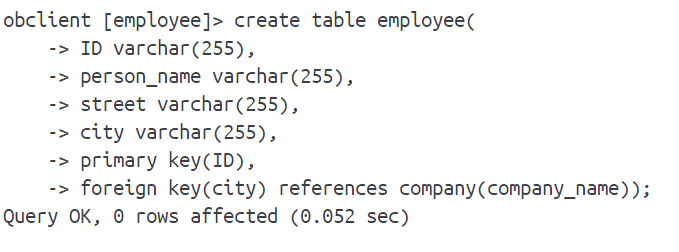 obclient [employee]> create table employee(
    -> ID varchar(255),
    -> person_name varchar(255),
    -> street varchar(255),
    -> city varchar(255),
    -> primary key(ID),
    -> foreign key(city) references company(company_name));
Query OK, 0 rows affected (0.052 sec)